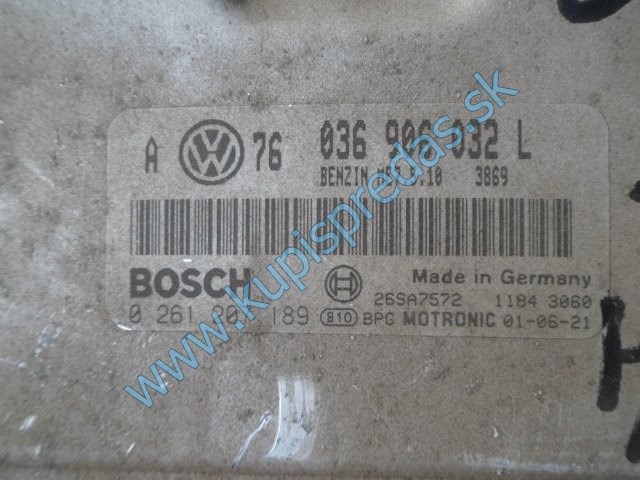 A VW 76 036 906 032 L
BENZIN 3869
BOSCH Made in Germany
26SA7572 1184 3060
0 261 189 810 BPG MOTRONIC 01-06-21
www.kupispredas.sk